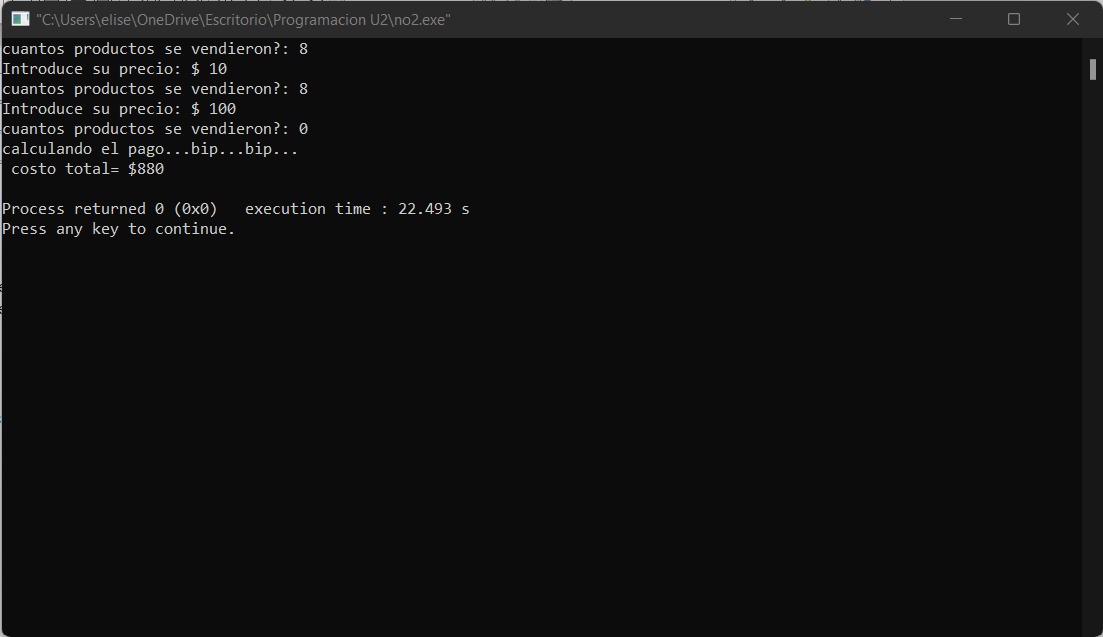 "C:\Users\elise\OneDrive\Escritorio\Programacion U2\no2.exe"
cuantos productos se vendieron?: 8
Introduce su precio: $ 10
cuantos productos se vendieron?: 8
Introduce su precio: $ 100
cuantos productos se vendieron?: 0
calculando el pago...bip...bip...
costo total= $880
Process returned 0 (0x0)   execution time : 22.493 s
Press any key to continue.